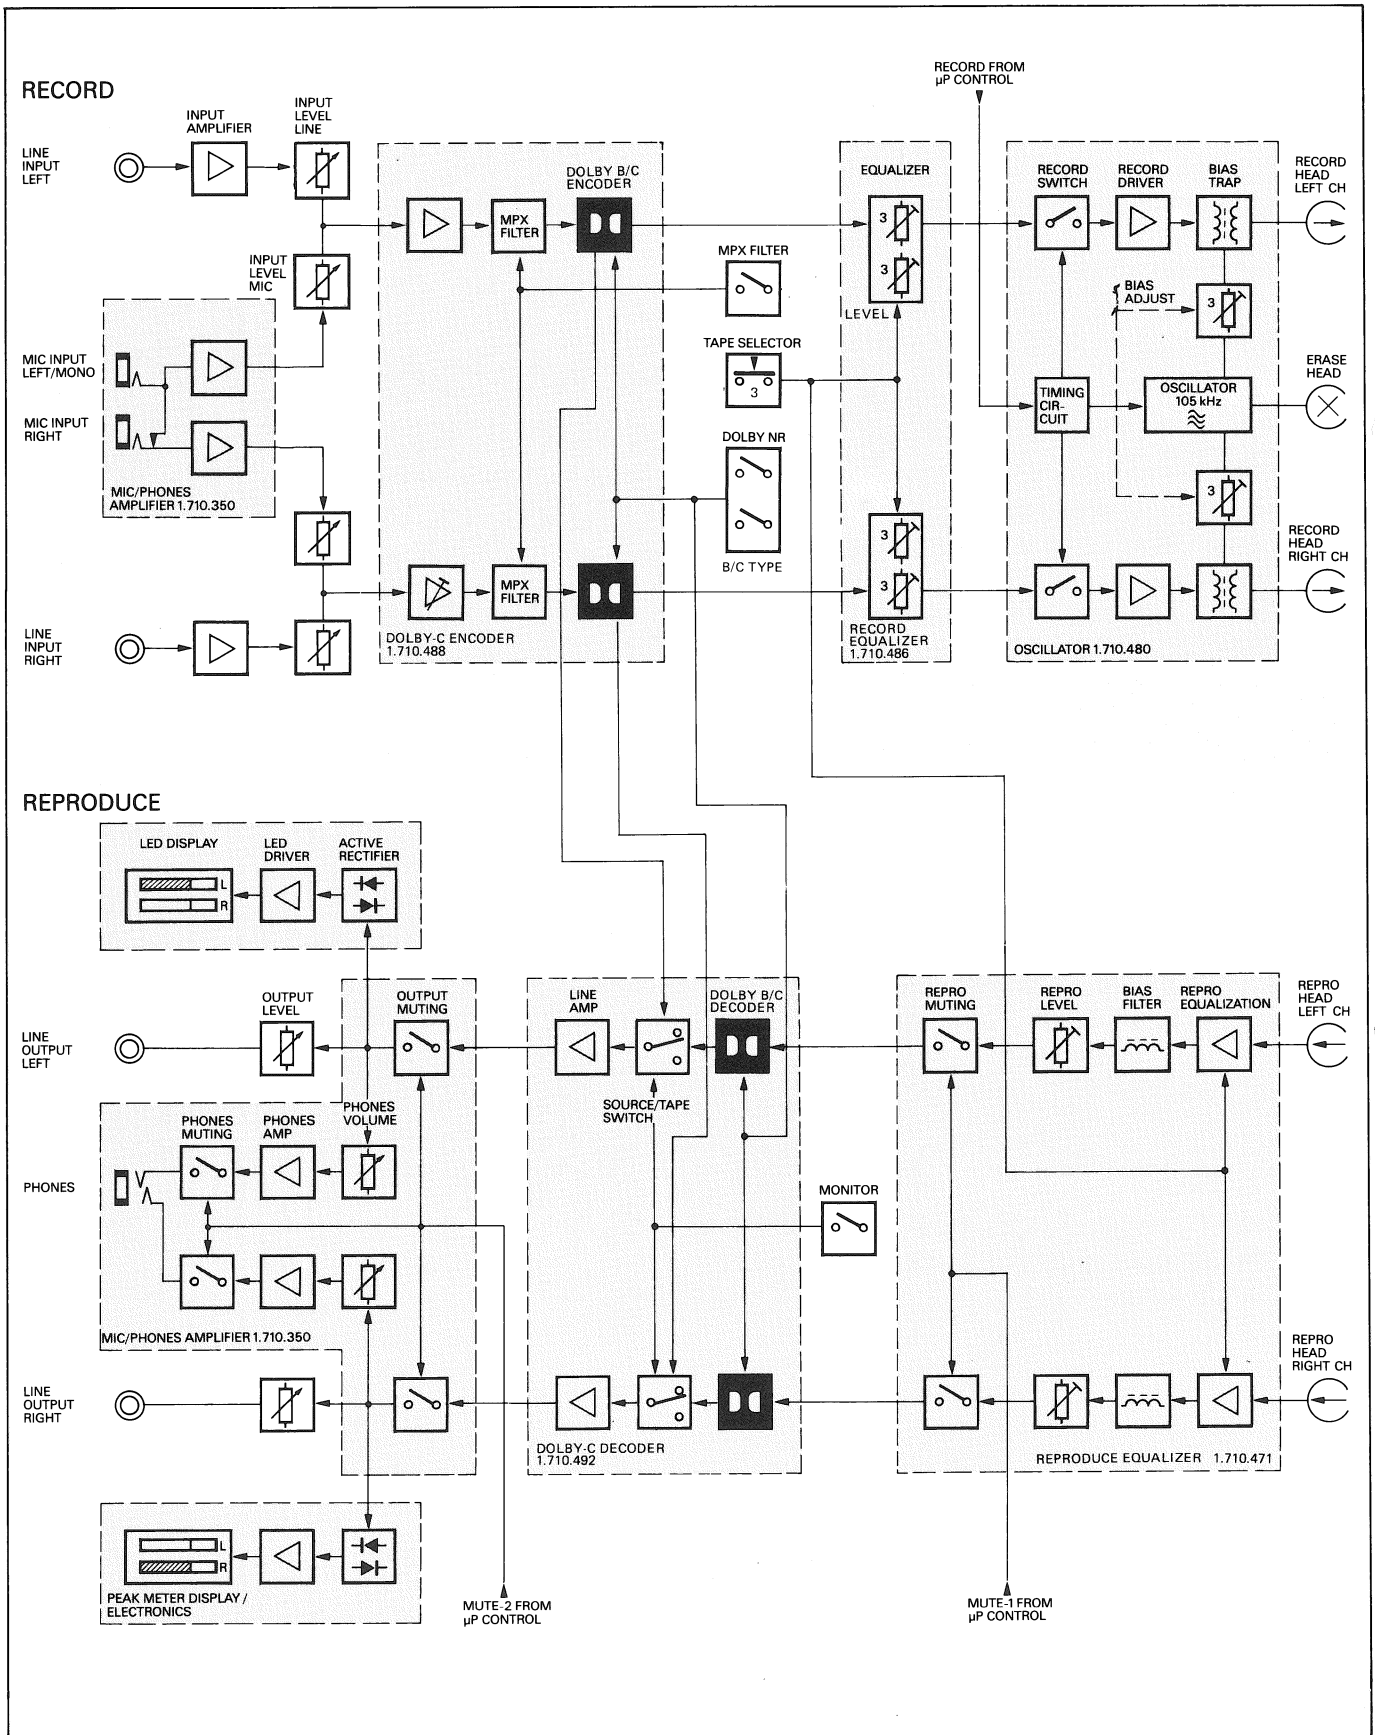 RECORD FROM
µP CONTROL
RECORD
INPUT
LEVEL
LINE
INPUT
AMPLIFIER
LINE
INPUT
LEFT
DOLBY B/C
ENCODER
EQUALIZER
RECORD
SWITCH
RECORD
DRIVER
BIAS
TRAP
RECORD
HEAD
LEFT CH
MPX
FILTER
3
3
INPUT
LEVEL
MIC
MPX FILTER
LEVEL
BIAS
ADJUST
3
MIC INPUT
LEFT/MONO
TAPE SELECTOR
3
TIMING
CIR-
CUIT
OSCILLATOR
105 kHz
ERASE
HEAD
MIC INPUT
RIGHT
DOLBY NR
B/C TYPE
MIC/PHONES
AMPLIFIER 1.710.350
3
3
3
RECORD
HEAD
RIGHT CH
MPX
FILTER
LINE
INPUT
RIGHT
DOLBY-C ENCODER
1.710.488
RECORD
EQUALIZER
1.710.486
OSCILLATOR 1.710.480
REPRODUCE
LED DISPLAY
LED
DRIVER
ACTIVE
RECTIFIER
L
R
OUTPUT
LEVEL
OUTPUT
MUTING
LINE
AMP
DOLBY B/C
DECODER
REPRO
MUTING
REPRO
LEVEL
BIAS
FILTER
REPRO
EQUALIZATION
REPRO
HEAD
LEFT CH
LINE
OUTPUT
LEFT
SOURCE/TAPE
SWITCH
PHONES
MUTING
PHONES
AMP
PHONES
VOLUME
PHONES
MONITOR
MIC/PHONES AMPLIFIER 1.710.350
REPRO
HEAD
RIGHT CH
LINE
OUTPUT
RIGHT
DOLBY-C DECODER
1.710.492
REPRODUCE EQUALIZER 1.710.471
L
R
PEAK METER DISPLAY/
ELECTRONICS
MUTE-2 FROM
µP CONTROL
MUTE-1 FROM
µP CONTROL